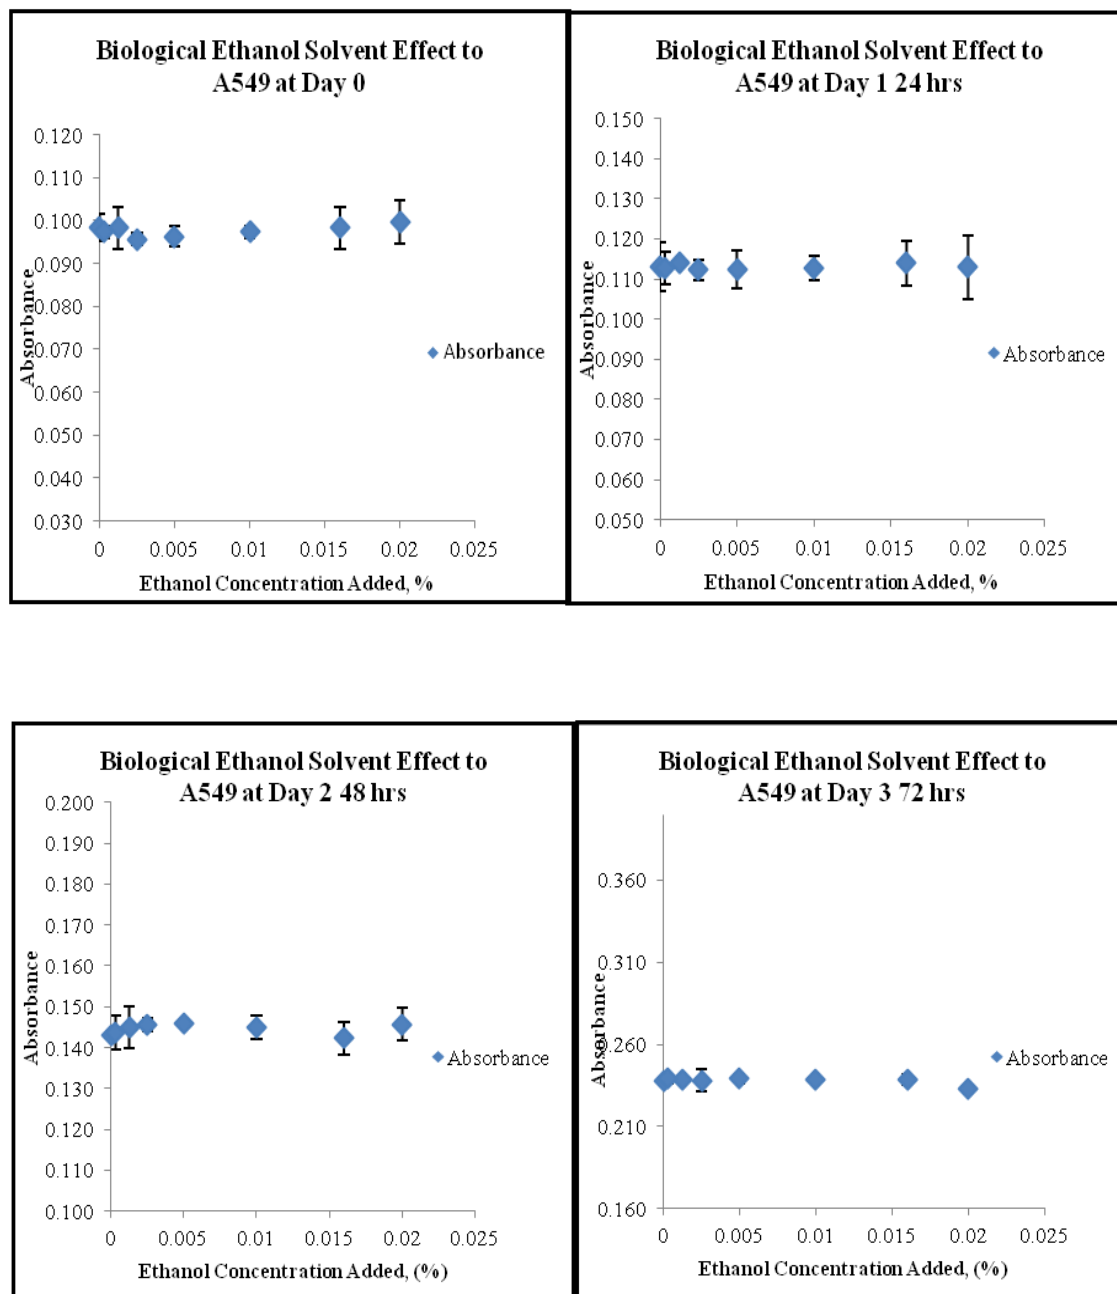 Biological Ethanol Solvent Effect to
A549 at Day 0
0.120
0.110
0.100
0.090
0.080
0.070
0.060
0.050
0.040
0.030
Absorbance
Absorbance
0 0.005 0.01 0.015 0.02 0.025
Ethanol Concentration Added, %
Biological Ethanol Solvent Effect to
A549 at Day 1 24 hrs
0.150
0.140
0.130
0.120
0.110
0.100
0.090
0.080
0.070
0.060
0.050
Absorbance
Absorbance
0 0.005 0.01 0.015 0.02 0.025
Ethanol Concentration Added, %
Biological Ethanol Solvent Effect to
A549 at Day 2 48 hrs
0.200
0.190
0.180
0.170
0.160
0.150
0.140
0.130
0.120
0.110
0.100
Absorbance
Absorbance
0 0.005 0.01 0.015 0.02 0.025
Ethanol Concentration Added, (%)
Biological Ethanol Solvent Effect to
A549 at Day 3 72 hrs
0.360
0.310
0.260
0.210
0.160
Absorbance
Absorbance
0 0.005 0.01 0.015 0.02 0.025
Ethanol Concentration Added, (%)